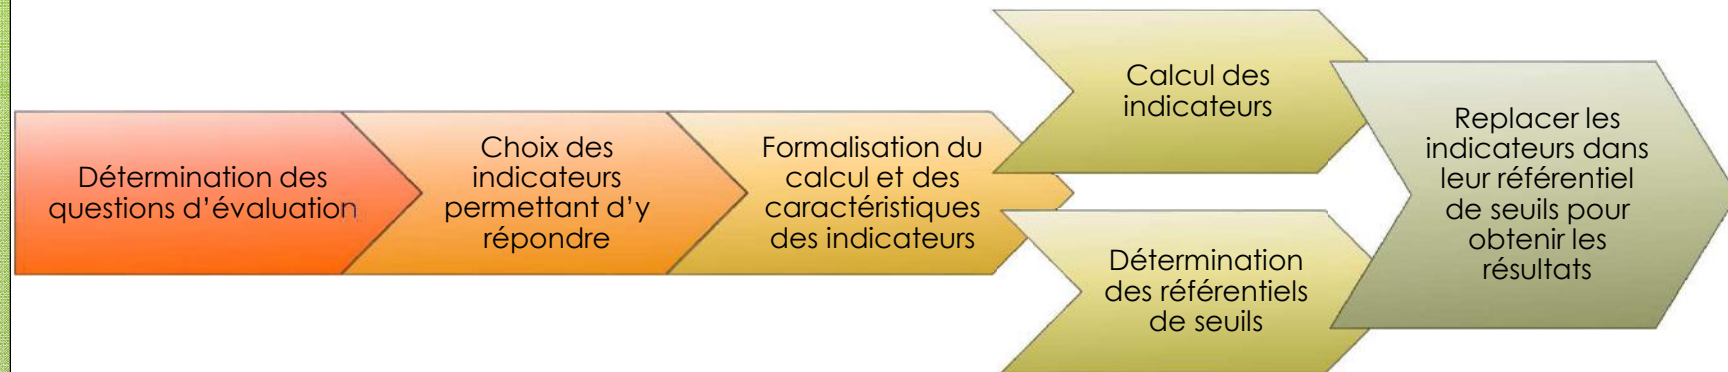 Détermination des
questions d'évaluation
Choix des
indicateurs
permettant d'y
répondre
Formalisation du
calcul et des
caractéristiques
des indicateurs
Calcul des
indicateurs
Détermination
des référentiels
de seuils
Replacer les
indicateurs dans
leur référentiel
de seuils pour
obtenir les
résultats